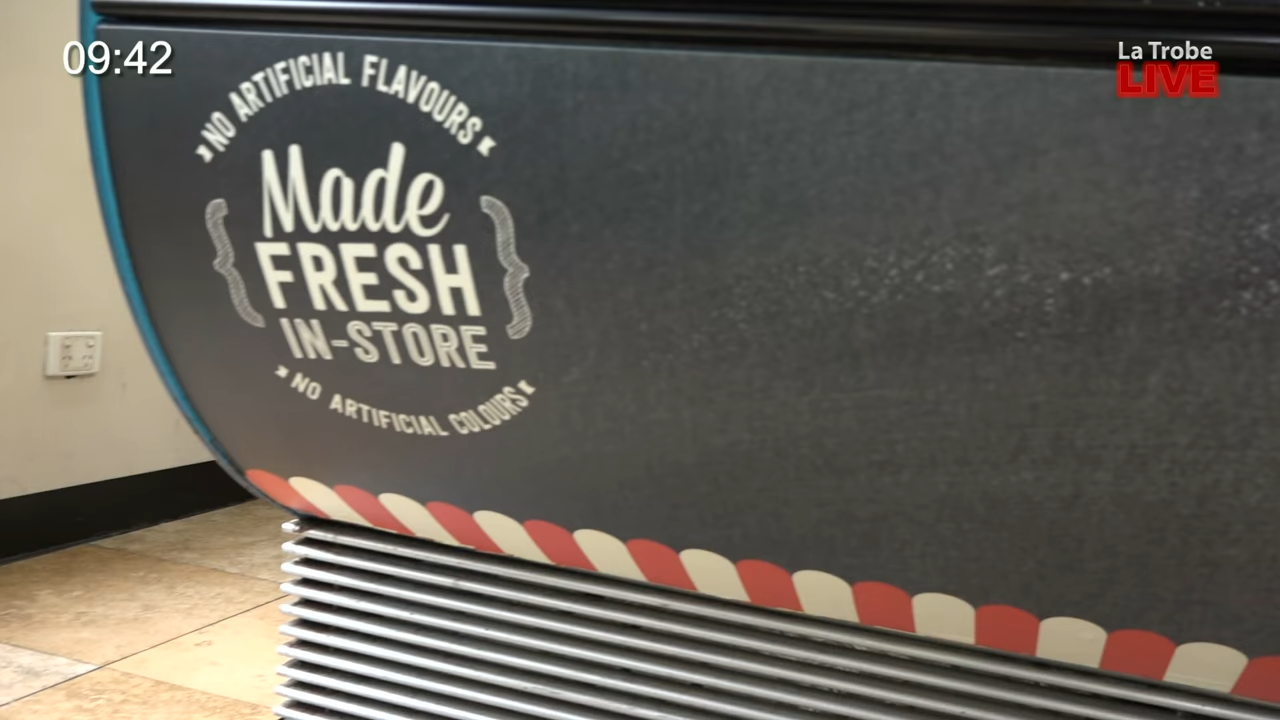 09:42
La Trobe
LIVE
NO ARTIFICIAL FLAVOURS
Made
FRESH
IN-STORE
NO ARTIFICIAL COLOURS